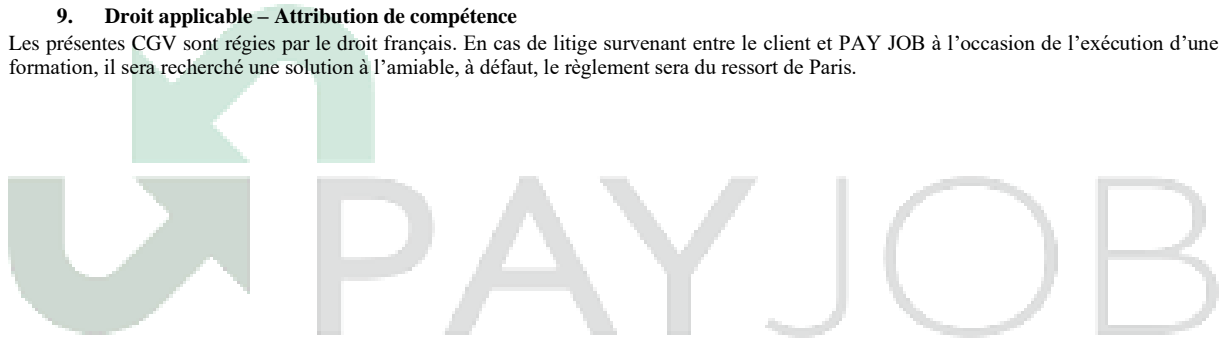 9. Droit applicable – Attribution de compétence
Les présentes CGV sont régies par le droit français. En cas de litige survenant entre le client et PAY JOB à l’occasion de l’exécution d’une
formation, il sera recherché une solution à l’amiable, à défaut, le règlement sera du ressort de Paris.
PAYJOB